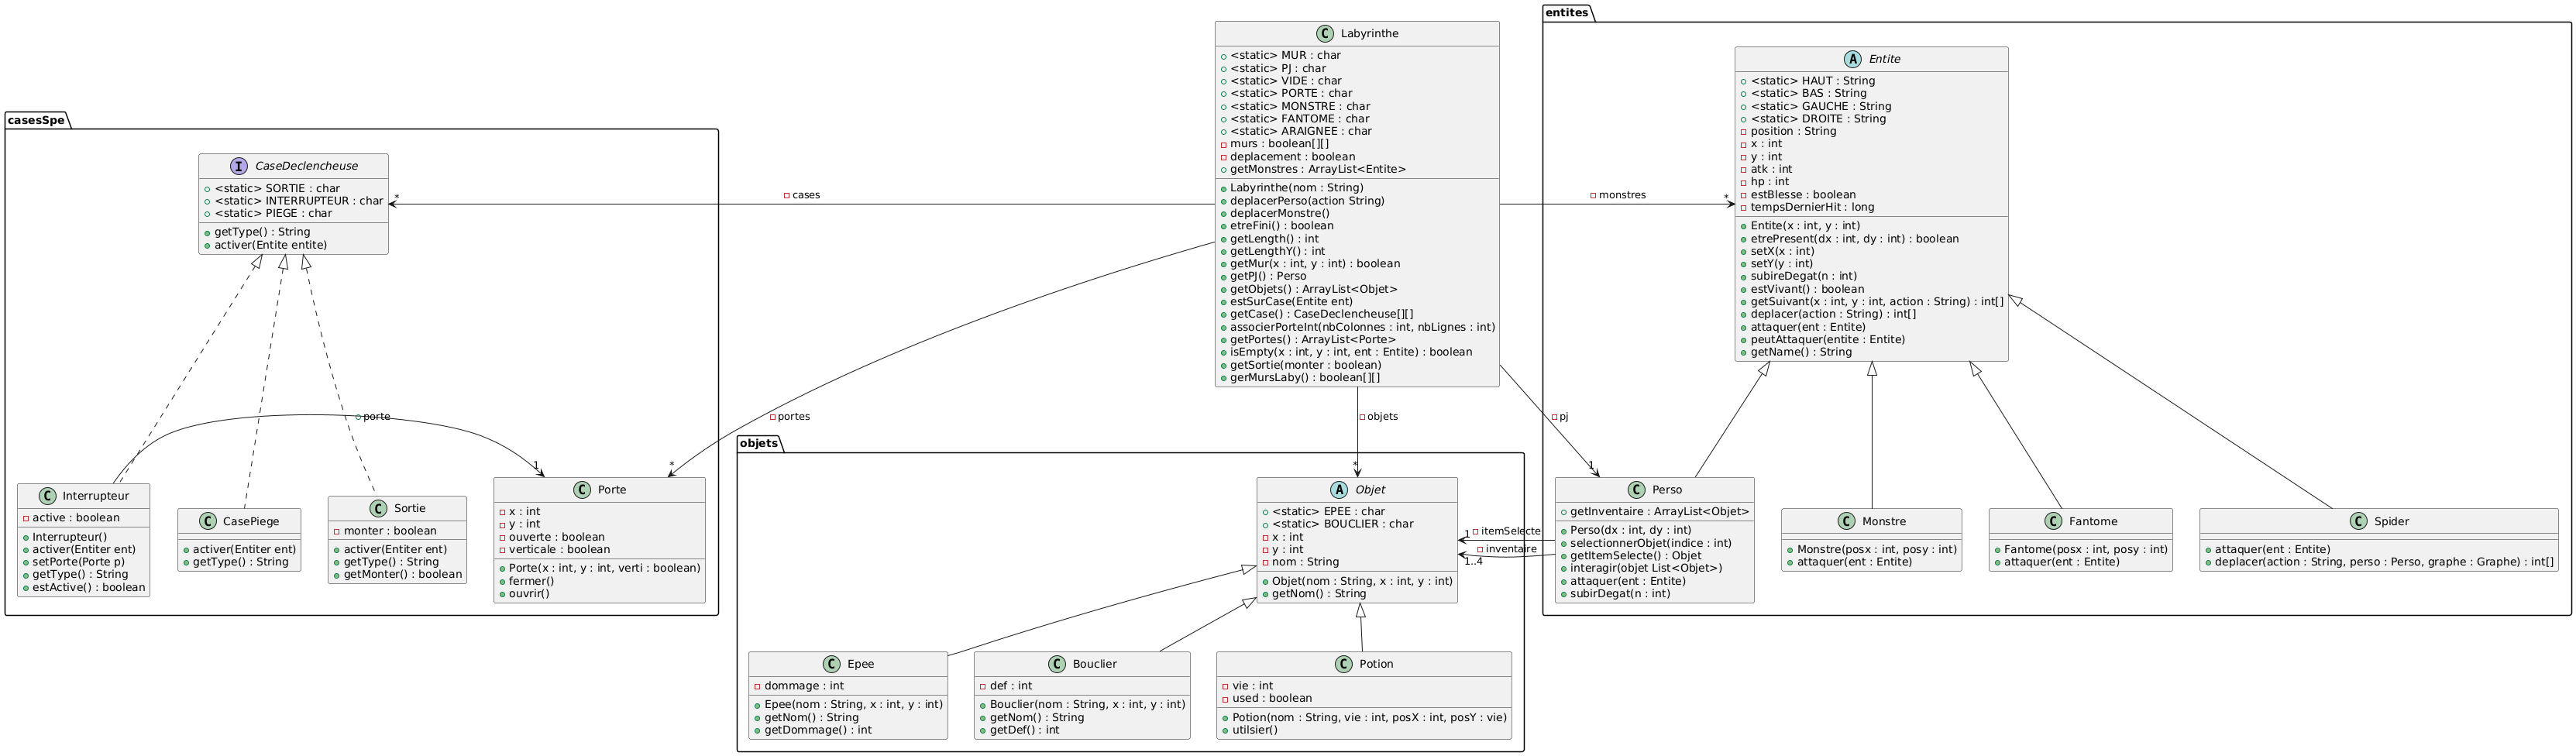 casesSpe
CaseDeclencheuse
<static> SORTIE : char
<static> INTERRUPTEUR : char
<static> PIEGE : char
getType() : String
activer(Entite entite)
Interrupteur
active : boolean
Interrupteur()
activer(Entiter ent)
setPorte(Porte p)
getType() : String
estActive() : boolean
CasePiege
activer(Entiter ent)
getType() : String
Sortie
monter : boolean
activer(Entiter ent)
getType() : String
getMonter() : boolean
Porte
x : int
y : int
ouverte : boolean
verticale : boolean
Porte(x : int, y : int, verti : boolean)
fermer()
ouvrir()
porte
1
Labyrinthe
<static> MUR : char
<static> PJ : char
<static> VIDE : char
<static> PORTE : char
<static> MONSTRE : char
<static> FANTOME : char
<static> ARAIGNEE : char
murs : boolean[][]
deplacement : boolean
getMonstres : ArrayList<Entite>
Labyrinthe(nom : String)
deplacerPerso(action String)
deplacerMonstre()
etreFini() : boolean
getLength() : int
getLengthY() : int
getMur(x : int, y : int) : boolean
getPJ() : Perso
getObjets() : ArrayList<Objet>
estSurCase(Entite ent)
getCase() : CaseDeclencheuse[][]
associerPorteInt(nbColonnes : int, nbLignes : int)
getPortes() : ArrayList<Porte>
isEmpty(x : int, y : int, ent : Entite) : boolean
getSortie(monter : boolean)
gerMursLaby() : boolean[][]
cases
*
monstres
*
portes
*
objets
*
pj
1
objets
Objet
<static> EPEE : char
<static> BOUCLIER : char
x : int
y : int
nom : String
Objet(nom : String, x : int, y : int)
getNom() : String
itemSelecte
1
inventaire
1..4
Epee
dommage : int
Epee(nom : String, x : int, y : int)
getNom() : String
getDommage() : int
Bouclier
def : int
Bouclier(nom : String, x : int, y : int)
getNom() : String
getDef() : int
Potion
vie : int
used : boolean
Potion(nom : String, vie : int, posX : int, posY : vie)
utilsier()
entites
Entite
<static> HAUT : String
<static> BAS : String
<static> GAUCHE : String
<static> DROITE : String
position : String
x : int
y : int
atk : int
hp : int
estBlesse : boolean
tempsDernierHit : long
Entite(x : int, y : int)
etrePresent(dx : int, dy : int) : boolean
setX(x : int)
setY(y : int)
subireDegat(n : int)
estVivant() : boolean
getSuivant(x : int, y : int, action : String) : int[]
deplacer(action : String) : int[]
attaquer(ent : Entite)
peutAttaquer(entite : Entite)
getName() : String
Perso
getInventaire : ArrayList<Objet>
Perso(dx : int, dy : int)
selectionnerObjet(indice : int)
getItemSelecte() : Objet
interagir(objet List<Objet>)
attaquer(ent : Entite)
subirDegat(n : int)
Monstre
Monstre(posx : int, posy : int)
attaquer(ent : Entite)
Fantome
Fantome(posx : int, posy : int)
attaquer(ent : Entite)
Spider
attaquer(ent : Entite)
deplacer(action : String, perso : Perso, graphe : Graphe) : int[]